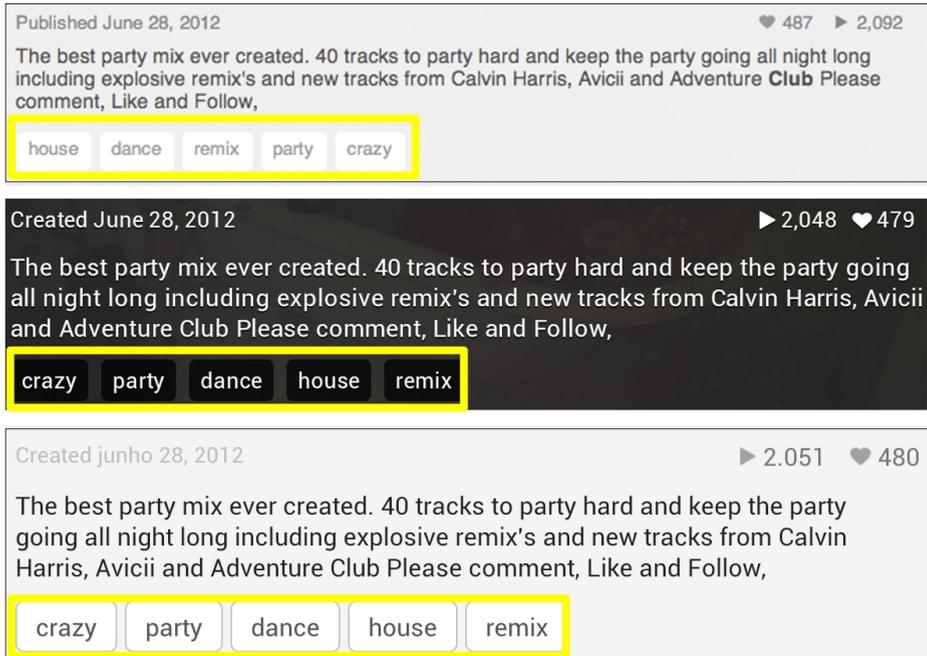 Published June 28, 2012 487 2,092
The best party mix ever created. 40 tracks to party hard and keep the party going all night long
including explosive remix's and new tracks from Calvin Harris, Avicii and Adventure Club Please
comment, Like and Follow,
house dance remix party crazy
Created June 28, 2012 2,048 479
The best party mix ever created. 40 tracks to party hard and keep the party going
all night long including explosive remix's and new tracks from Calvin Harris, Avicii
and Adventure Club Please comment, Like and Follow,
crazy party dance house remix
Created junho 28, 2012 2.051 480
The best party mix ever created. 40 tracks to party hard and keep the party
going all night long including explosive remix's and new tracks from Calvin
Harris, Avicii and Adventure Club Please comment, Like and Follow,
crazy party dance house remix